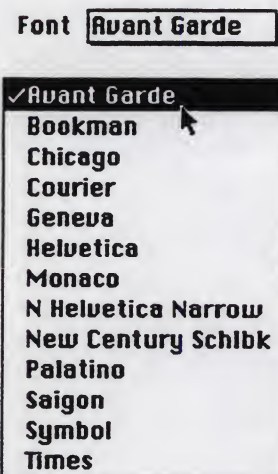 Font Avant Garde
✓Avant Garde
Bookman
Chicago
Courier
Geneva
Helvetica
Monaco
N Helvetica Narrow
New Century Schlbk
Palatino
Saigon
Symbol
Times